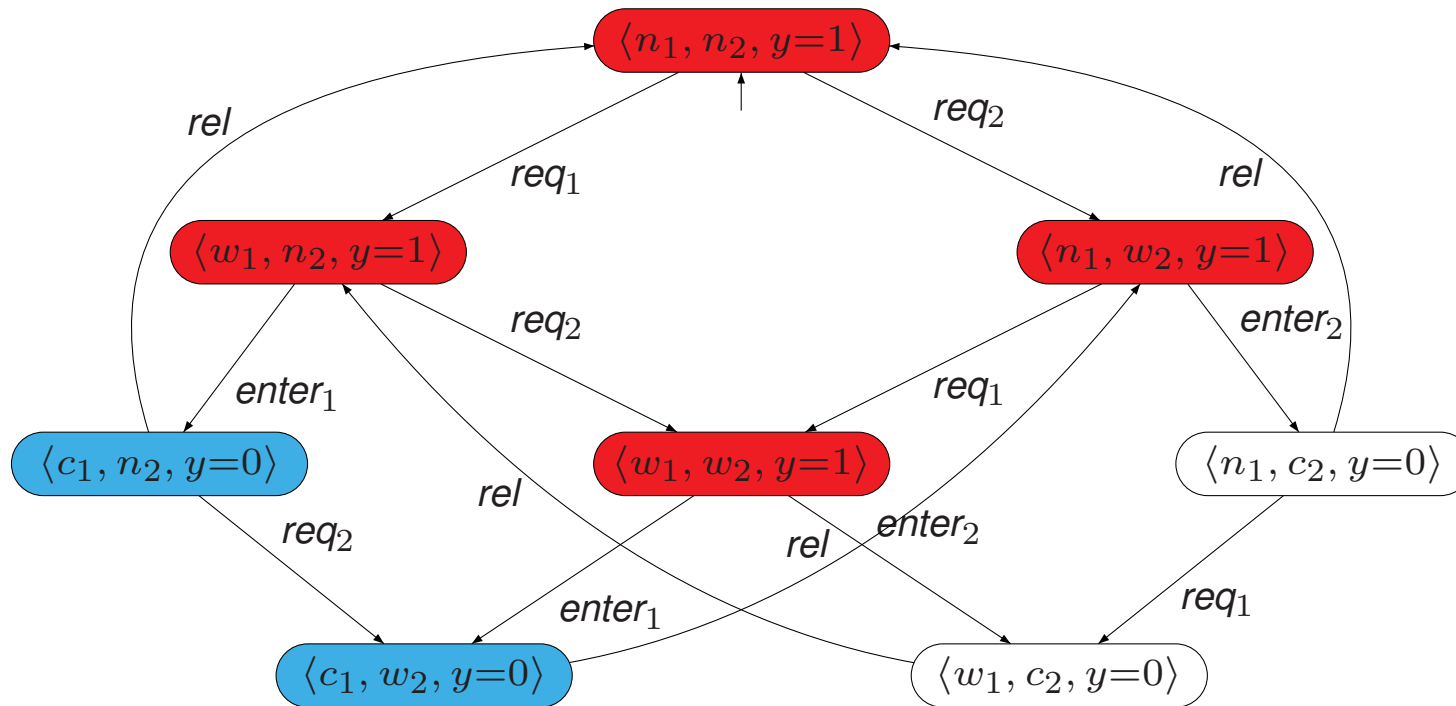 ⟨n₁, n₂, y=1⟩
rel
req₂
req₁
rel
⟨w₁, n₂, y=1⟩
⟨n₁, w₂, y=1⟩
req₂
enter₂
enter₁
req₁
⟨c₁, n₂, y=0⟩
⟨w₁, w₂, y=1⟩
⟨n₁, c₂, y=0⟩
rel
req₂
rel
enter₂
enter₁
req₁
⟨c₁, w₂, y=0⟩
⟨w₁, c₂, y=0⟩